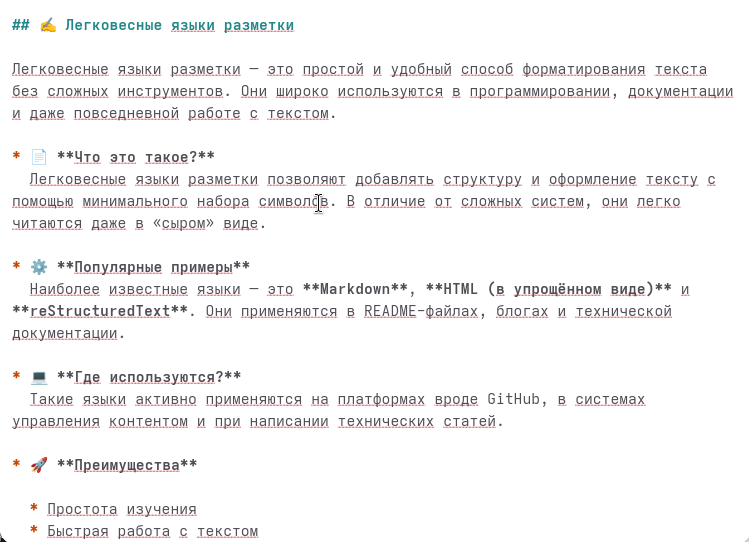 ## ✍️ Легковесные языки разметки
Легковесные языки разметки — это простой и удобный способ форматирования текста
без сложных инструментов. Они широко используются в программировании, документации
и даже повседневной работе с текстом.
* 📄 **Что это такое?**
Легковесные языки разметки позволяют добавлять структуру и оформление тексту с
помощью минимального набора символов. В отличие от сложных систем, они легко
читаются даже в «сыром» виде.
* ⚙️ **Популярные примеры**
Наиболее известные языки — это **Markdown**, **HTML (в упрощённом виде)** и
**reStructuredText**. Они применяются в README-файлах, блогах и технической
документации.
* 💻 **Где используются?**
Такие языки активно применяются на платформах вроде GitHub, в системах
управления контентом и при написании технических статей.
* 🚀 **Преимущества**
* Простота изучения
* Быстрая работа с текстом